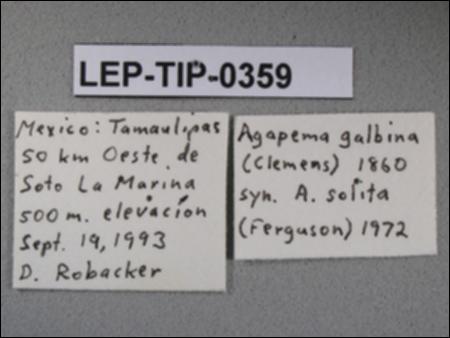 LEP-TIP-0359
Mexico: Tamaulipas
50 km Oeste de
Soto La Marina
500 m. elevación
Sept. 19, 1993
D. Robacker
Agapema galbina
(Clemens) 1860
syn. A. solita
(Ferguson) 1972